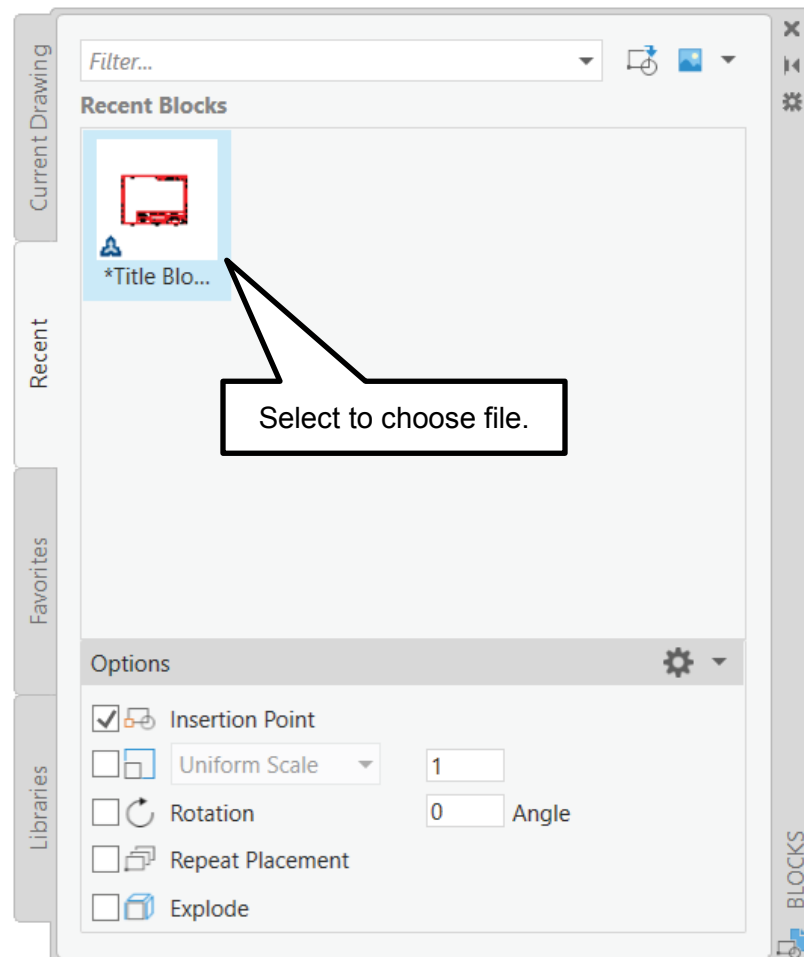 Current Drawing
Recent
Favorites
Libraries
Filter...
Recent Blocks
*Title Blo...
Select to choose file.
Options
Insertion Point
Uniform Scale 1
Rotation 0 Angle
Repeat Placement
Explode
BLOCKS